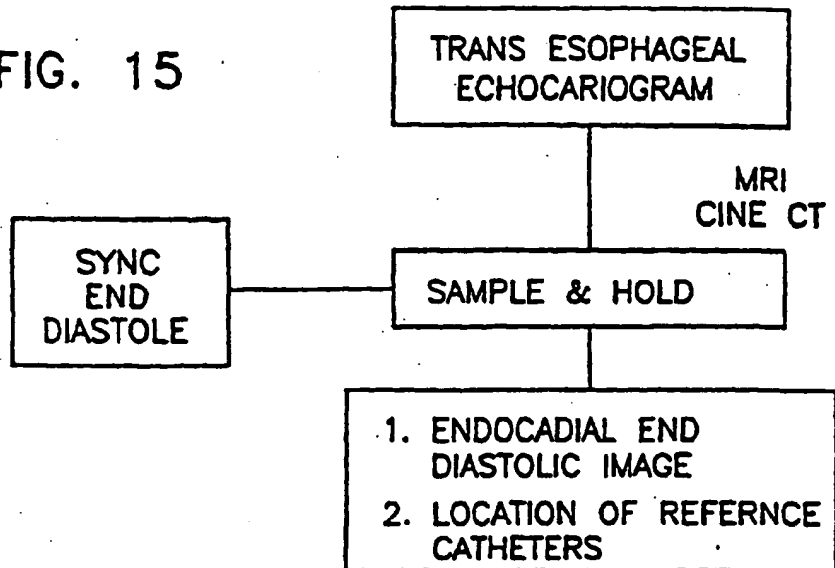 FIG. 15
TRANS ESOPHAGEAL
ECHOCARIOGRAM
MRI
CINE CT
SYNC
END
DIASTOLE
SAMPLE & HOLD
1. ENDOCADIAL END
DIASTOLIC IMAGE
2. LOCATION OF REFERNCE
CATHETERS